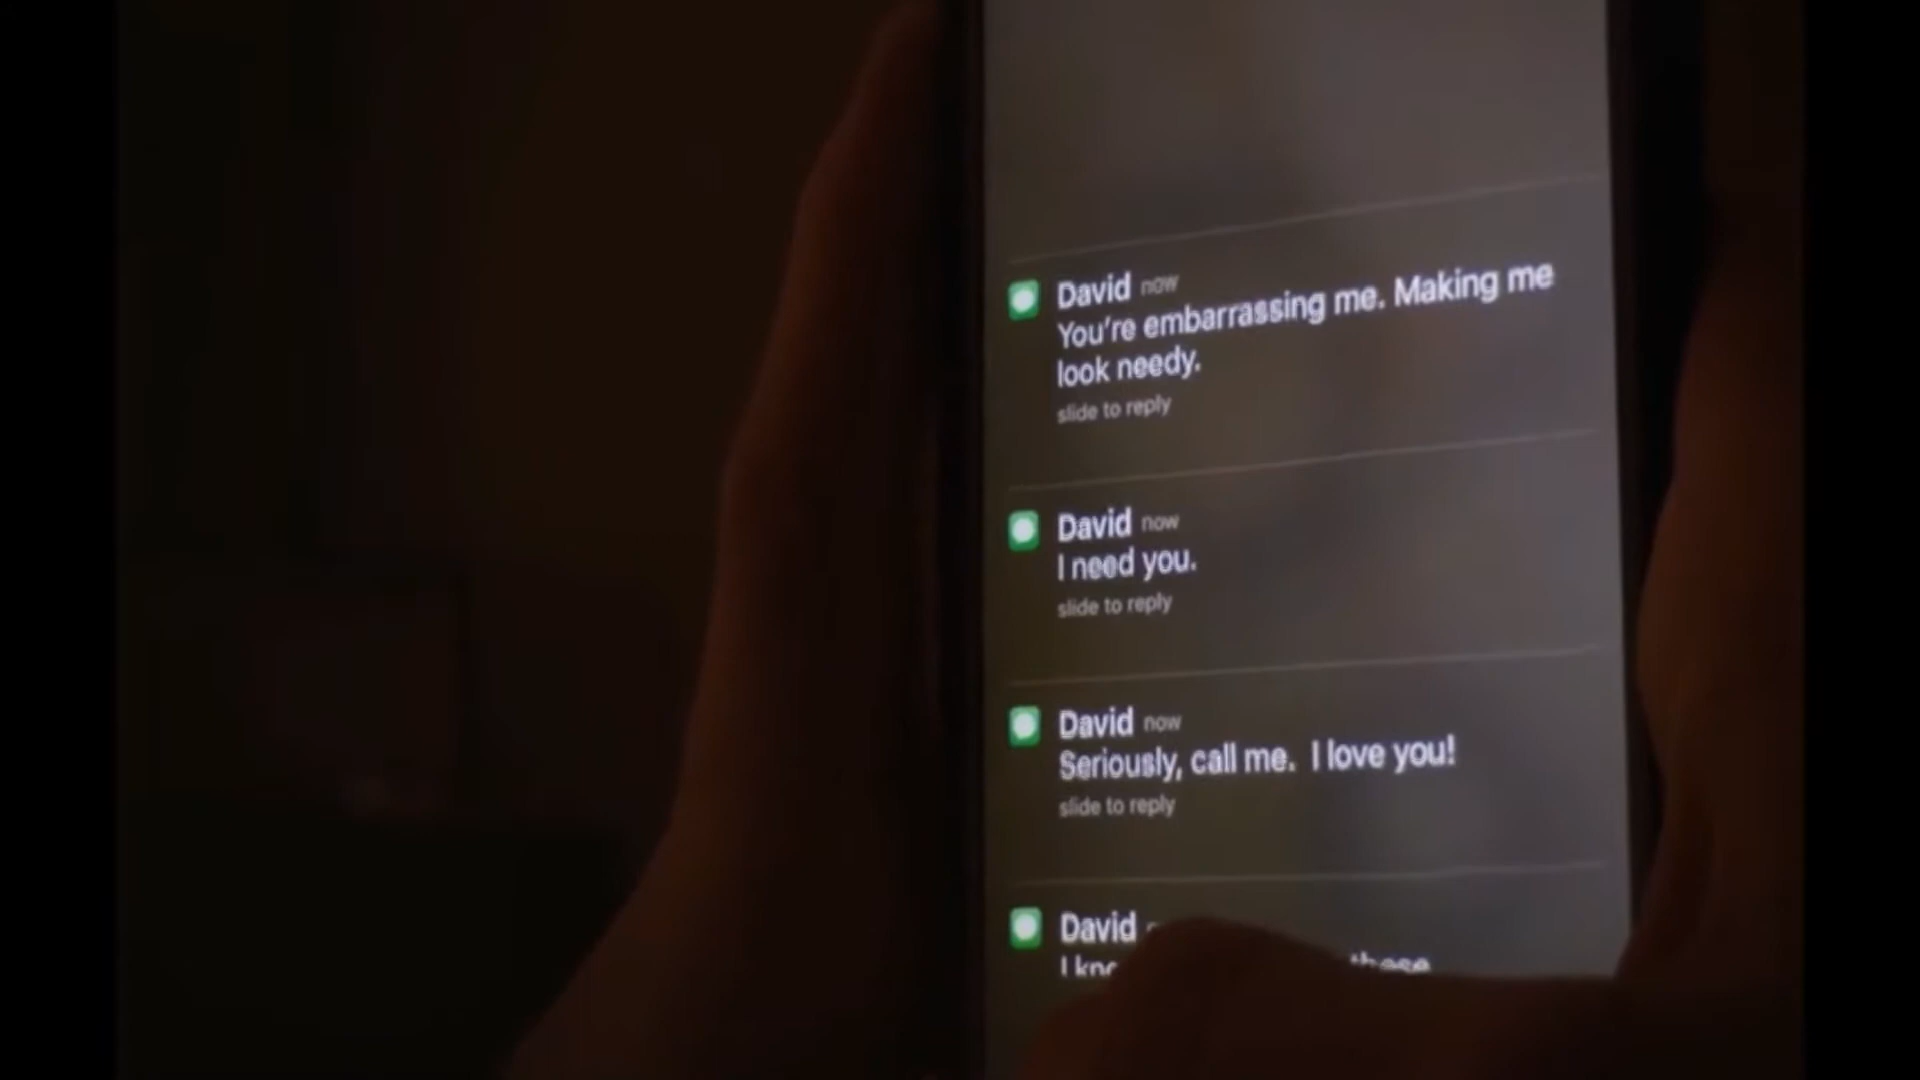 David now
You're embarrassing me. Making me
look needy.
slide to reply
David now
I need you.
slide to reply
David now
Seriously, call me. I love you!
slide to reply
David
I these